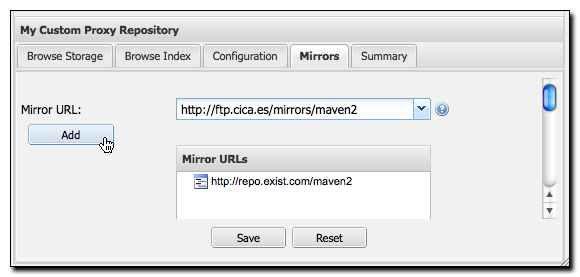 My Custom Proxy Repository
Browse Storage Browse Index Configuration Mirrors Summary
Mirror URL: http://ftp.cica.es/mirrors/maven2 ?
Add
Mirror URLs
http://repo.exist.com/maven2
Save Reset